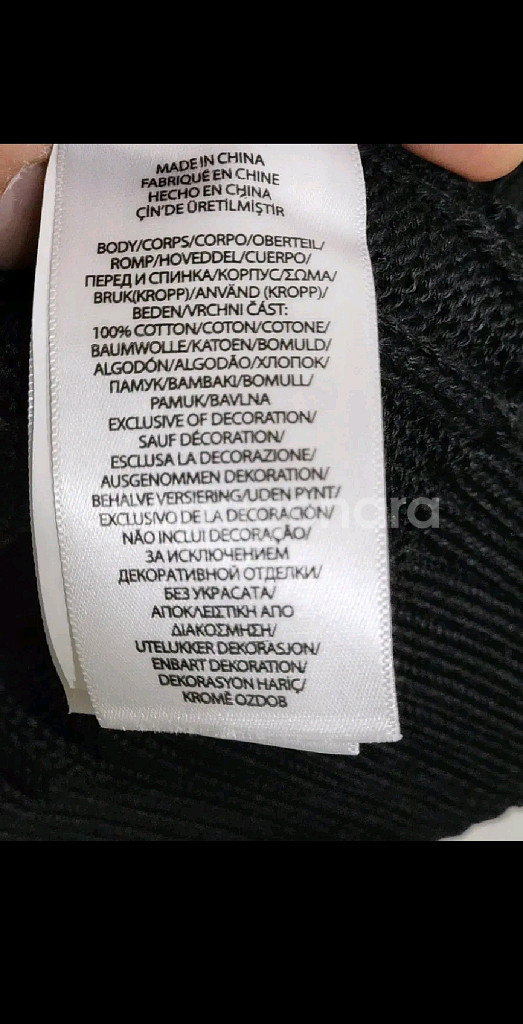 MADE IN CHINA
FABRIQUÉ EN CHINE
HECHO EN CHINA
ÇİN'DE ÜRETİLMİŞTİR
BODY/CORPS/CORPO/OBERTEIL/
ROMP/HOVEDDEL/CUERPO/
ПЕРЕД И СПИНКА/КОРПУС/ΣΩΜΑ/
BRUK(KROPP)/ANVÄND (KROPP)/
BEDEN/VRCHNI ČÁST:
100% COTTON/COTON/COTONE/
BAUMWOLLE/KATOEN/BOMULD/
ALGODÓN/ALGODÃO/ХЛОПОК/
ПАМУК/BAMBAKI/BOMULL/
PAMUK/BAVLNA
EXCLUSIVE OF DECORATION/
SAUF DÉCORATION/
ESCLUSA LA DECORAZIONE/
AUSGENOMMEN DEKORATION/
BEHALVE VERSIERING/UDEN PYNT/
EXCLUSIVO DE LA DECORACIÓN/
NÃO INCLUI DECORAÇÃO/
ЗА ИСКЛЮЧЕНИЕМ
ДЕКОРАТИВНОЙ ОТДЕЛКИ/
БЕЗ УКРАСАТА/
ΑΠΟΚΛΕΙΣΤΙΚΗ ΑΠΟ
ΔΙΑΚΟΣΜΗΣΗ/
UTELUKKER DEKORASJON/
ENBART DEKORATION/
DEKORASYON HARİÇ/
KROMĚ OZDOB